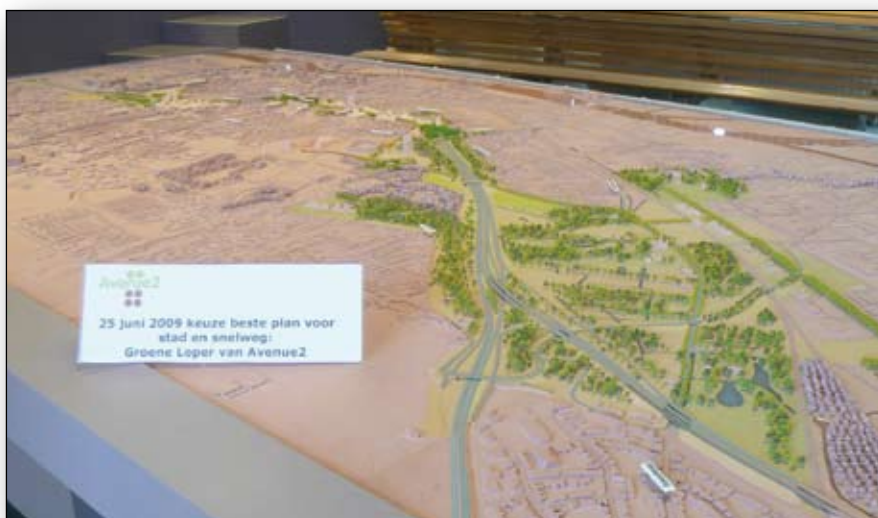 Avenue2
25 juni 2009 keuze beste plan voor
stad en snelweg:
Groene Loper van Avenue2